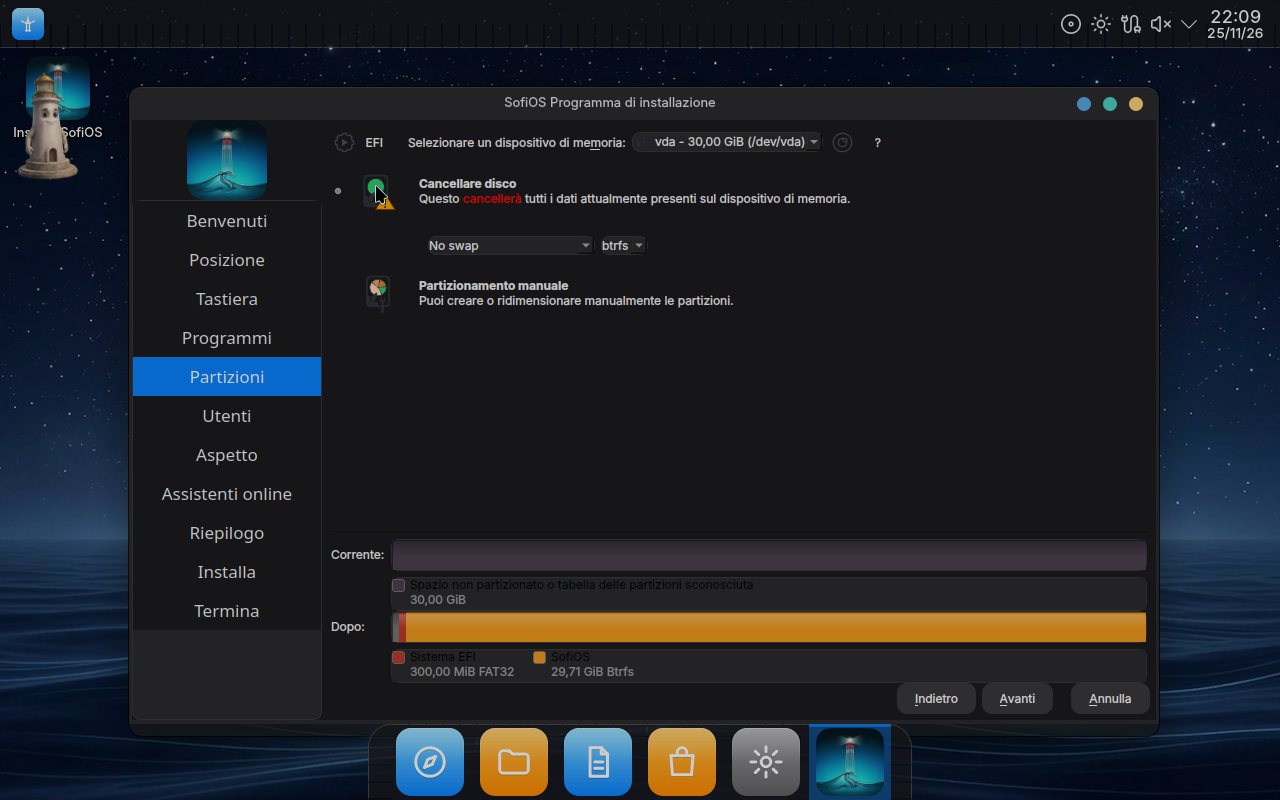 22:09
25/11/26
SofiOS Programma di installazione
EFI
Selezionare un dispositivo di memoria:
vda - 30,00 GiB (/dev/vda)
?
Benvenuti
Posizione
Tastiera
Programmi
Partizioni
Utenti
Aspetto
Assistenti online
Riepilogo
Installa
Termina
Cancellare disco
Questo cancellerà tutti i dati attualmente presenti sul dispositivo di memoria.
No swap
btrfs
Partizionamento manuale
Puoi creare o ridimensionare manualmente le partizioni.
Corrente:
Spazio non partizionato o tabella delle partizioni sconosciuta
30,00 GiB
Dopo:
Sistema EFI
300,00 MiB FAT32
SofiOS
29,71 GiB Btrfs
Indietro
Avanti
Annulla